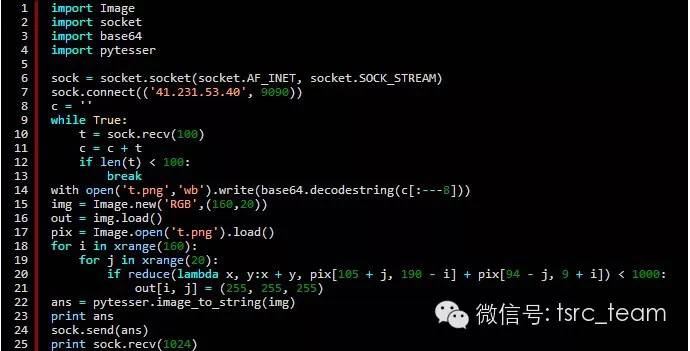 1 import Image
2 import socket
3 import base64
4 import pytesser
5
6 sock = socket.socket(socket.AF_INET, socket.SOCK_STREAM)
7 sock.connect(('41.231.53.40', 9090))
8 c = ''
9 while True:
10     t = sock.recv(100)
11     c = c + t
12     if len(t) < 100:
13         break
14 with open('t.png','wb').write(base64.decodestring(c[:---8]))
15 img = Image.new('RGB',(160,20))
16 out = img.load()
17 pix = Image.open('t.png').load()
18 for i in xrange(160):
19     for j in xrange(20):
20         if reduce(lambda x, y:x + y, pix[105 + j, 190 - i] + pix[94 - j, 9 + i]) < 1000:
21             out[i, j] = (255, 255, 255)
22 ans = pytesser.image_to_string(img)
23 print ans
24 sock.send(ans)
25 print sock.recv(1024)
微信号: tsrc_team